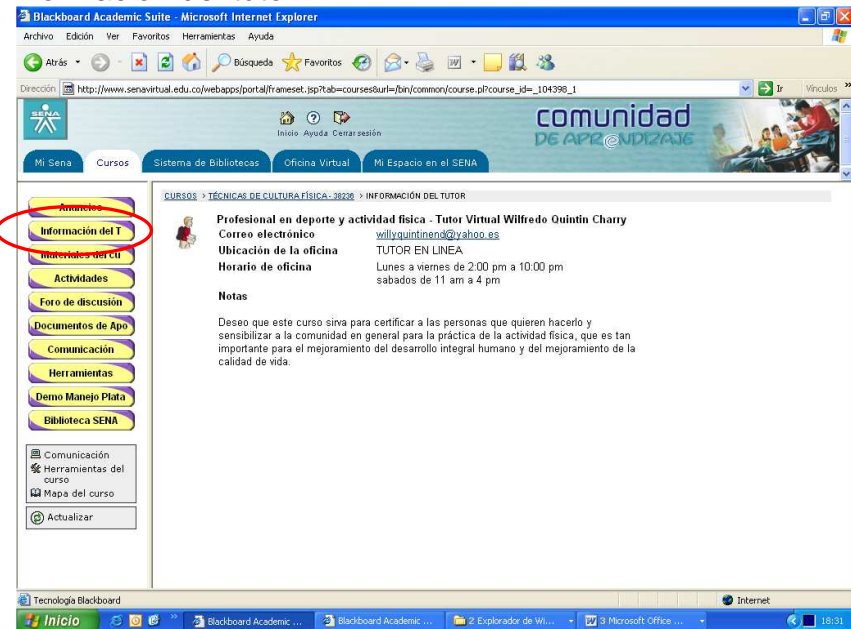 Blackboard Academic Suite - Microsoft Internet Explorer
Archivo Edición Ver Favoritos Herramientas Ayuda
Atrás Búsqueda Favoritos
Dirección http://www.senavirtual.edu.co/webapps/portal/frameset.jsp?tab=courses&url=/bin/common/course.pl?course_id=_104398_1 Ir Vínculos »
SENA
Inicio Ayuda Cerrar sesión
comunidad
DE APR@NDIZAJE
Mi Sena Cursos Sistema de Bibliotecas Oficina Virtual Mi Espacio en el SENA
CURSOS > TÉCNICAS DE CULTURA FÍSICA- 38238 > INFORMACIÓN DEL TUTOR
Anuncios
Información del T
Materiales del cu
Actividades
Foro de discusión
Documentos de Apo
Comunicación
Herramientas
Demo Manejo Plata
Biblioteca SENA
Comunicación
Herramientas del
curso
Mapa del curso
Actualizar
Profesional en deporte y actividad fisica - Tutor Virtual Wilfredo Quintin Charry
Correo electrónico willyquintinend@yahoo.es
Ubicación de la oficina TUTOR EN LINEA
Horario de oficina Lunes a viernes de 2:00 pm a 10:00 pm
sabados de 11 am a 4 pm
Notas
Deseo que este curso sirva para certificar a las personas que quieren hacerlo y
sensibilizar a la comunidad en general para la práctica de la actividad física, que es tan
importante para el mejoramiento del desarrollo integral humano y del mejoramiento de la
calidad de vida.
Tecnología Blackboard Internet
Inicio » Blackboard Academic ... Blackboard Academic ... 2 Explorador de Wi... 3 Microsoft Office ... 18:31